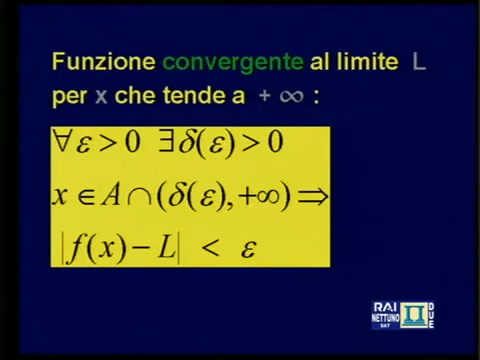 Funzione convergente al limite L
per x che tende a + ∞ :
∀ε > 0 ∃δ(ε) > 0
x ∈ A ∩ (δ(ε),+∞) ⇒
|f(x) − L| < ε
RAI
NETTUNO
SAT
DUE